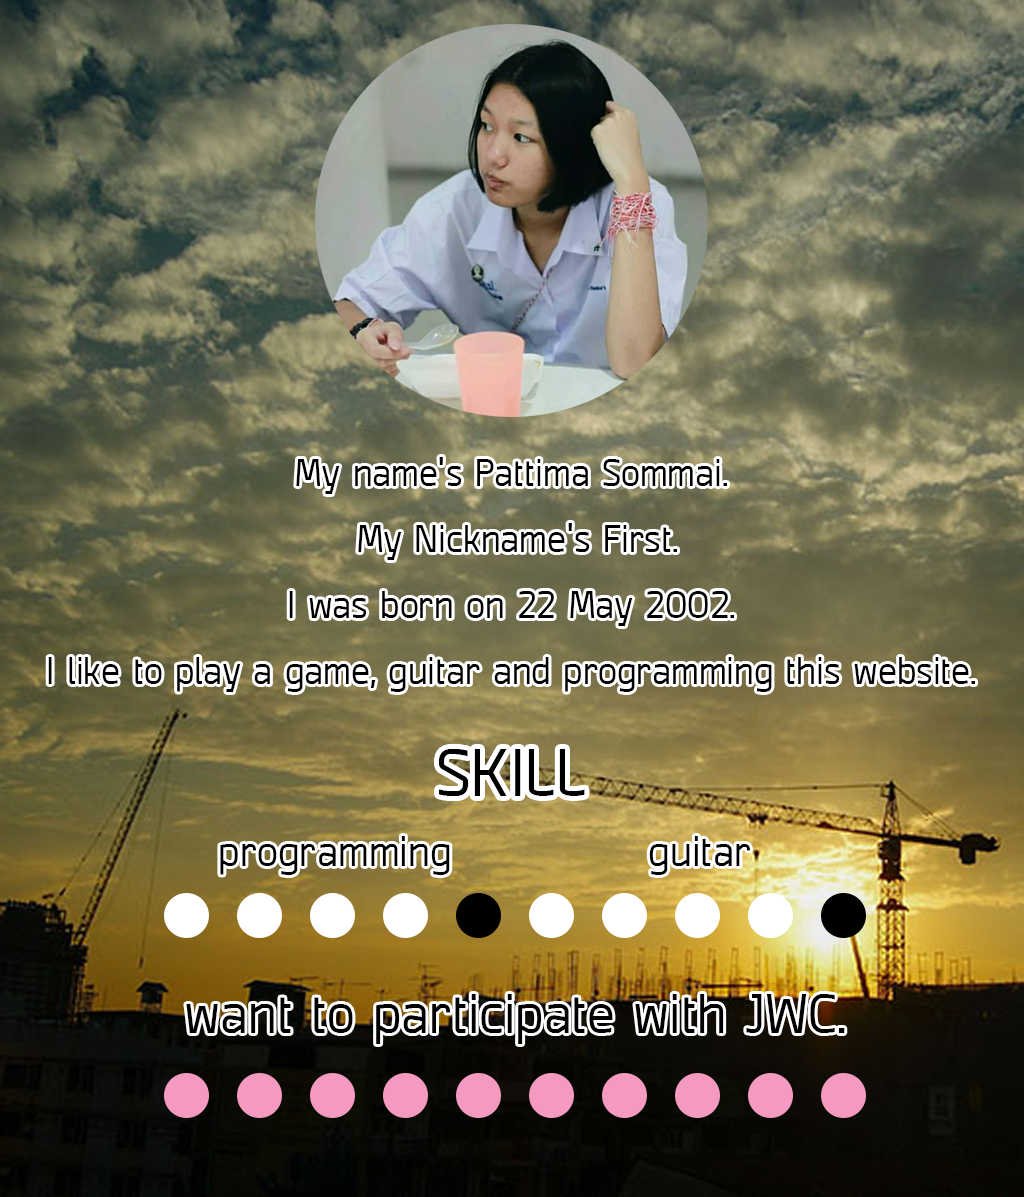 My name's Pattima Sommai.
My Nickname's First.
I was born on 22 May 2002.
I like to play a game, guitar and programming this website.
SKILL
programming guitar
want to participate with JWC.